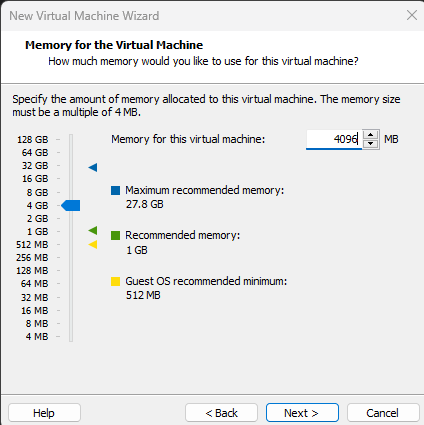 New Virtual Machine Wizard
Memory for the Virtual Machine
How much memory would you like to use for this virtual machine?
Specify the amount of memory allocated to this virtual machine. The memory size
must be a multiple of 4 MB.
Memory for this virtual machine: 4096 MB
128 GB
64 GB
32 GB
16 GB
8 GB
4 GB
2 GB
1 GB
512 MB
256 MB
128 MB
64 MB
32 MB
16 MB
8 MB
4 MB
Maximum recommended memory:
27.8 GB
Recommended memory:
1 GB
Guest OS recommended minimum:
512 MB
Help
< Back
Next >
Cancel